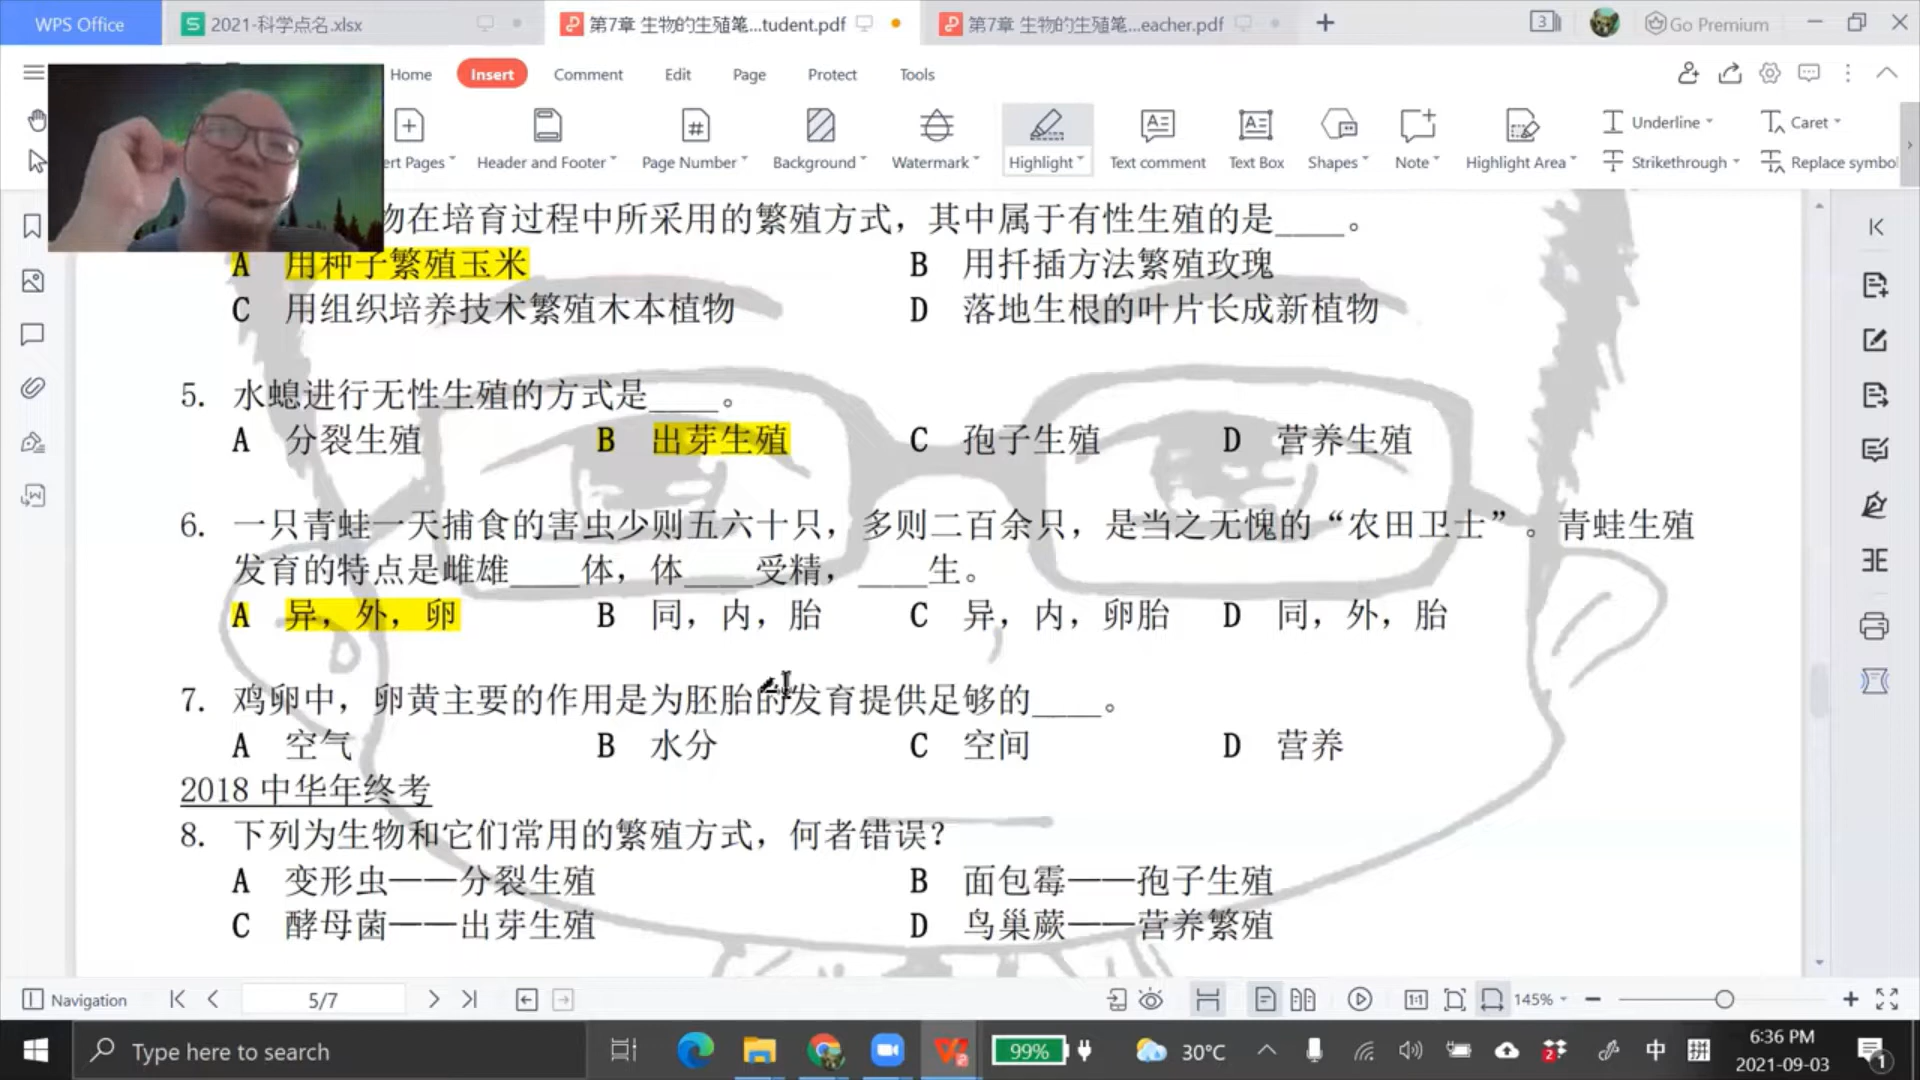 WPS Office
2021-科学点名.xlsx
第7章 生物的生殖笔...tudent.pdf
第7章 生物的生殖笔...eacher.pdf
3
Go Premium
Home
Insert
Comment
Edit
Page
Protect
Tools
ert Pages
Header and Footer
Page Number
Background
Watermark
Highlight
Text comment
Text Box
Shapes
Note
Highlight Area
Underline
Strikethrough
Caret
Replace symbol
物在培育过程中所采用的繁殖方式，其中属于有性生殖的是____。
A 用种子繁殖玉米 B 用扦插方法繁殖玫瑰
C 用组织培养技术繁殖木本植物 D 落地生根的叶片长成新植物
5. 水螅进行无性生殖的方式是____。
A 分裂生殖 B 出芽生殖 C 孢子生殖 D 营养生殖
6. 一只青蛙一天捕食的害虫少则五六十只，多则二百余只，是当之无愧的“农田卫士”。青蛙生殖
发育的特点是雌雄____体，体____受精，____生。
A 异，外，卵 B 同，内，胎 C 异，内，卵胎 D 同，外，胎
7. 鸡卵中，卵黄主要的作用是为胚胎的发育提供足够的____。
A 空气 B 水分 C 空间 D 营养
2018 中华年终考
8. 下列为生物和它们常用的繁殖方式，何者错误？
A 变形虫——分裂生殖 B 面包霉——孢子生殖
C 酵母菌——出芽生殖 D 鸟巢蕨——营养繁殖
Navigation
5/7
145%
Type here to search
99%
30°C
2
中
拼
6:36 PM
2021-09-03
1